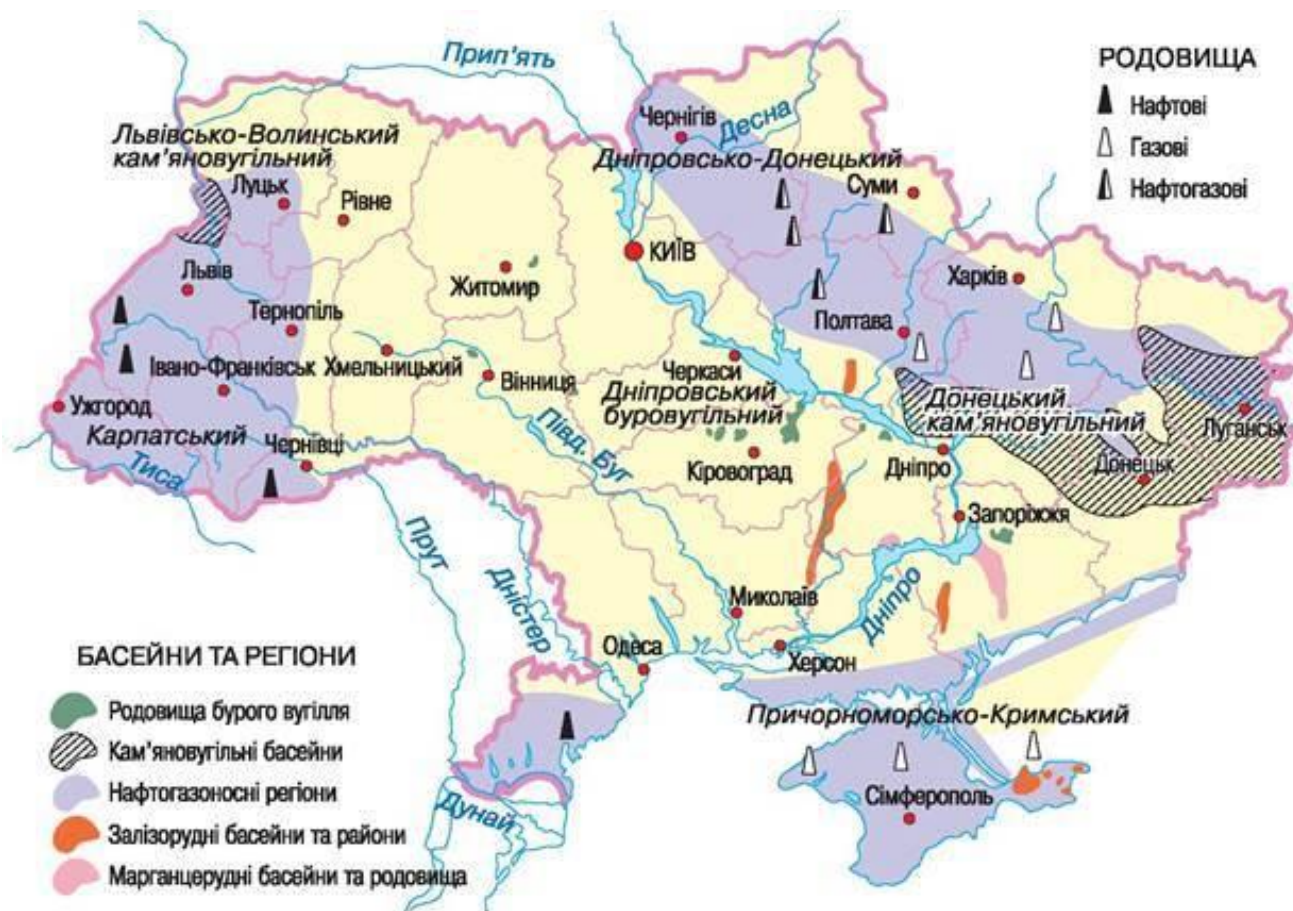 Прип'ять
РОДОВИЩА
Нафтові
Газові
Нафтогазові
Чернігів
Десна
Львівсько-Волинський
кам'яновугільний
Дніпровсько-Донецький
Луцьк
Рівне
Суми
КИЇВ
Львів
Житомир
Харків
Тернопіль
Полтава
Івано-Франківськ
Хмельницький
Вінниця
Черкаси
Ужгород
Дніпровський
буровугільний
Донецький
кам'яновугільний
Луганськ
Карпатський
Чернівці
Півд. Буг
Кіровоград
Дніпро
Донецьк
Тиса
Запоріжжя
Прут
Дністер
Миколаїв
Дніпро
Одеса
Херсон
БАСЕЙНИ ТА РЕГІОНИ
Родовища бурого вугілля
Кам'яновугільні басейни
Нафтогазоносні регіони
Залізорудні басейни та райони
Марганцерудні басейни та родовища
Причорноморсько-Кримський
Сімферополь
Дунай